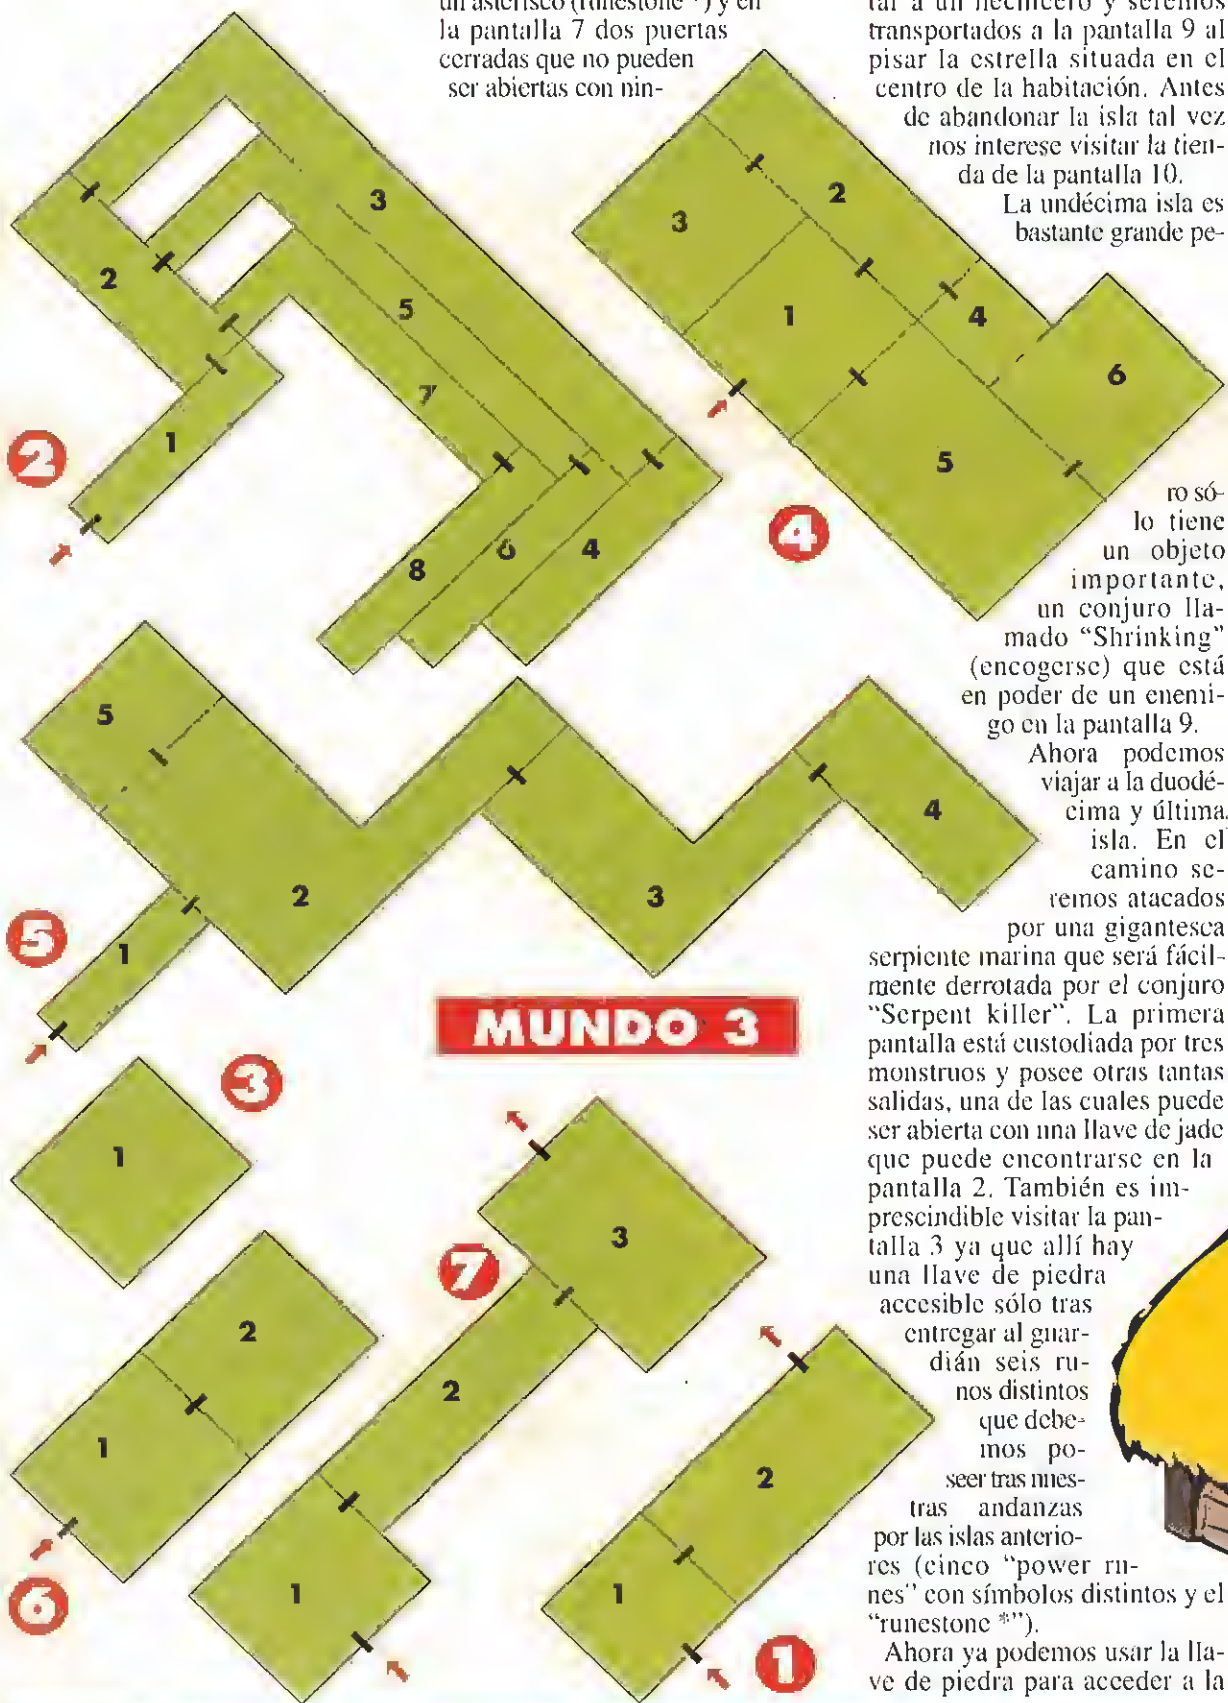 un asterisco (runestone *) y en
la pantalla 7 dos puertas
cerradas que no pueden
ser abiertas con nin-
tar a un hechicero y seremos
transportados a la pantalla 9 al
pisar la estrella situada en el
centro de la habitación. Antes
de abandonar la isla tal vez
nos interese visitar la tien-
da de la pantalla 10.
La undécima isla es
bastante grande pe-
ro só-
lo tiene
un objeto
importante,
un conjuro lla-
mado “Shrinking”
(encogerse) que está
en poder de un enemi-
go en la pantalla 9.
Ahora podemos
viajar a la duodé-
cima y última
isla. En el
camino se-
remos atacados
por una gigantesca
serpiente marina que será fácil-
mente derrotada por el conjuro
“Serpent killer”. La primera
pantalla está custodiada por tres
monstruos y posee otras tantas
salidas, una de las cuales puede
ser abierta con una llave de jade
que puede encontrarse en la
pantalla 2. También es im-
prescindible visitar la pan-
talla 3 ya que allí hay
una llave de piedra
accesible sólo tras
entregar al guar-
dián seis ru-
nos distintos
que debe-
mos po-
seer tras nues-
tras andanzas
por las islas anterio-
res (cinco “power ru-
nes” con símbolos distintos y el
“runestone *”).
Ahora ya podemos usar la lla-
ve de piedra para acceder a la
2
1
2
3
4
5
6
7
8
4
1
2
3
4
5
6
5
1
2
3
4
5
MUNDO 3
3
1
6
1
2
7
1
2
3
1
1
2